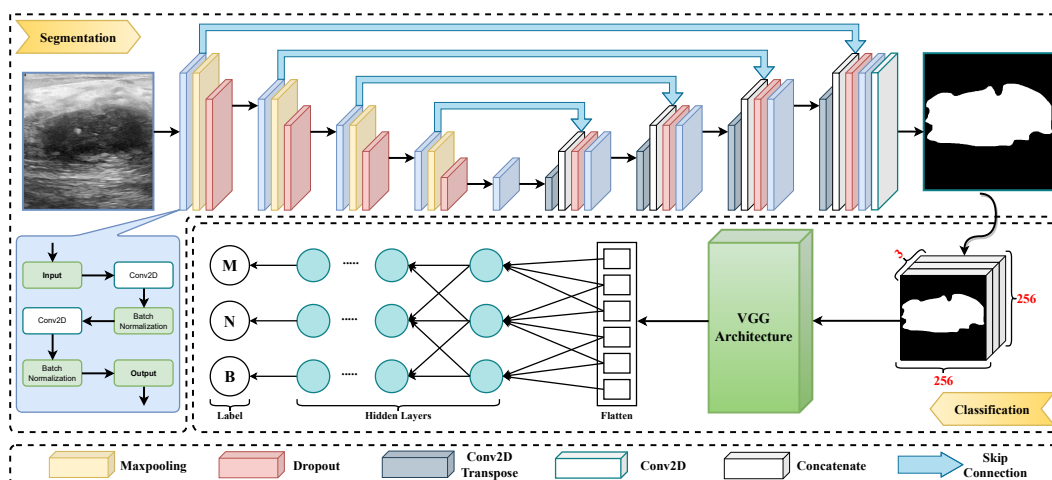 Segmentation
Input
Conv2D
Conv2D
Batch
Normalization
Batch
Normalization
Output
M
N
B
.....
.....
.....
Label
Hidden Layers
Flatten
VGG
Architecture
3
256
256
Classification
Maxpooling
Dropout
Conv2D
Transpose
Conv2D
Concatenate
Skip
Connection